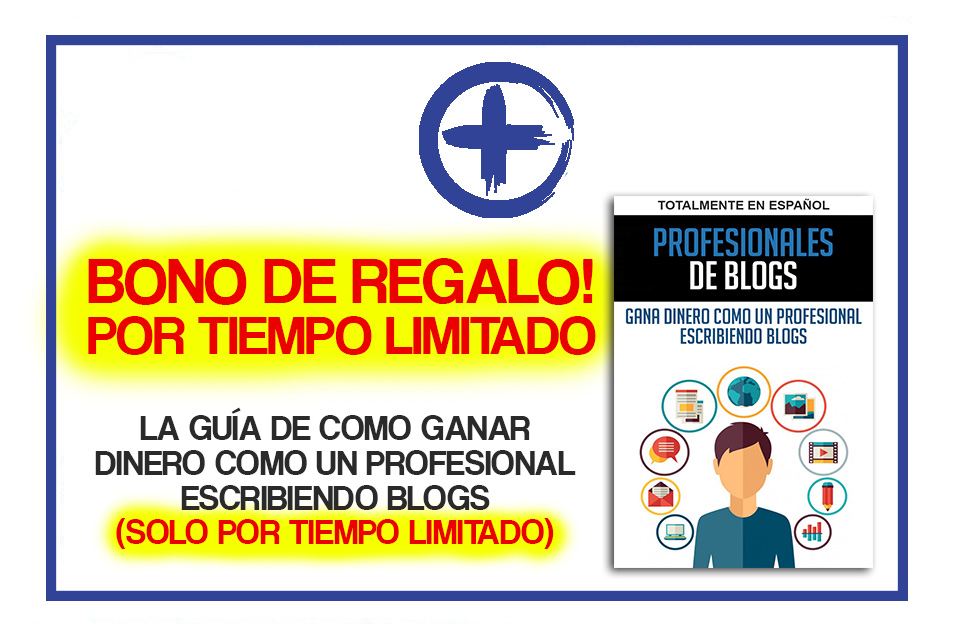 BONO DE REGALO!
POR TIEMPO LIMITADO
LA GUÍA DE COMO GANAR
DINERO COMO UN PROFESIONAL
ESCRIBIENDO BLOGS
(SOLO POR TIEMPO LIMITADO)
TOTALMENTE EN ESPAÑOL
PROFESIONALES
DE BLOGS
GANA DINERO COMO UN PROFESIONAL
ESCRIBIENDO BLOGS